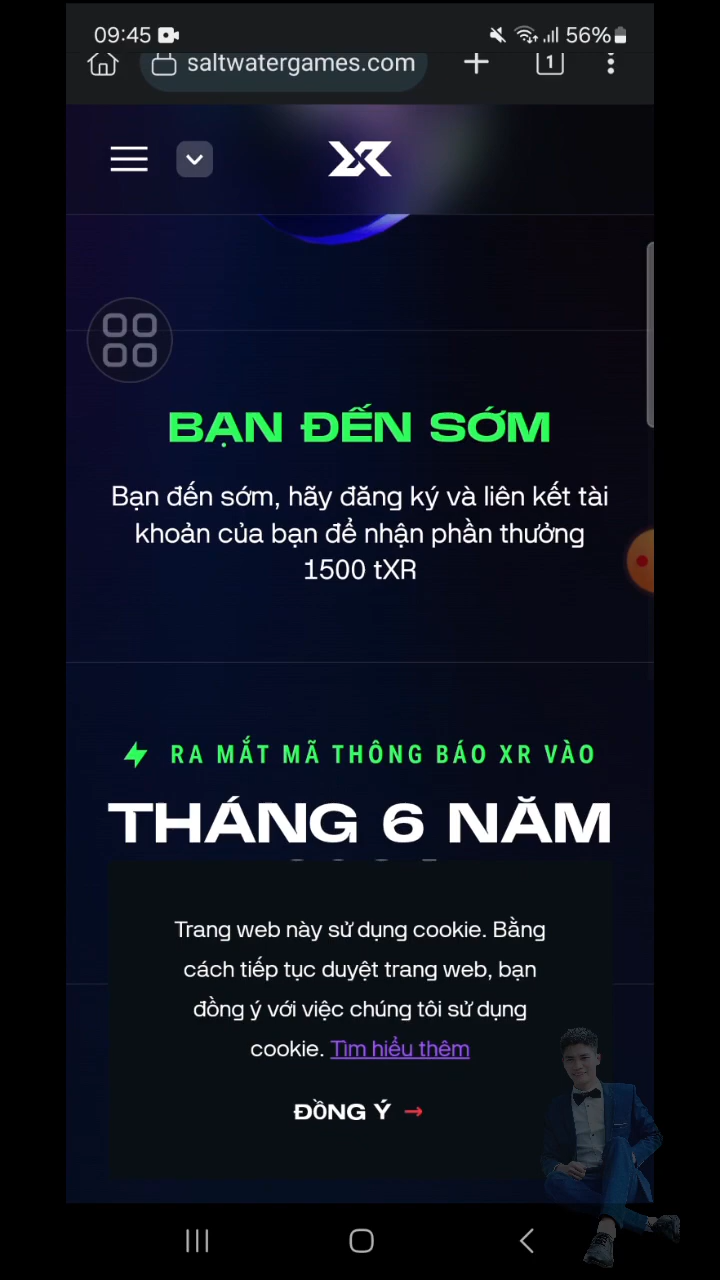 09:45
56%
saltwatergames.com
1
XR
BẠN ĐẾN SỚM
Bạn đến sớm, hãy đăng ký và liên kết tài
khoản của bạn để nhận phần thưởng
1500 tXR
RA MẮT MÃ THÔNG BÁO XR VÀO
THÁNG 6 NĂM
Trang web này sử dụng cookie. Bằng
cách tiếp tục duyệt trang web, bạn
đồng ý với việc chúng tôi sử dụng
cookie. Tìm hiểu thêm
ĐỒNG Ý →